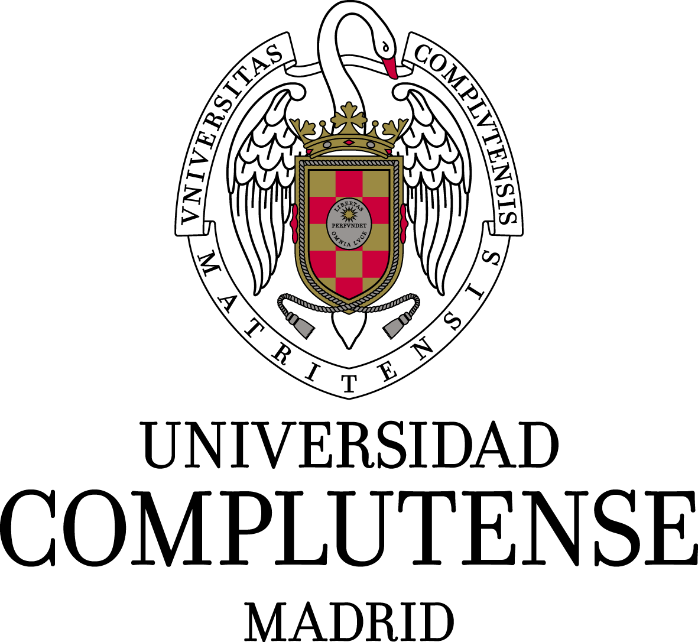 VNIVERSITAS
COMPLVTENSIS
MATRITENSIS
LIBERTAS
PERFVNDET
OMNIA LVCE
UNIVERSIDAD
COMPLUTENSE
MADRID